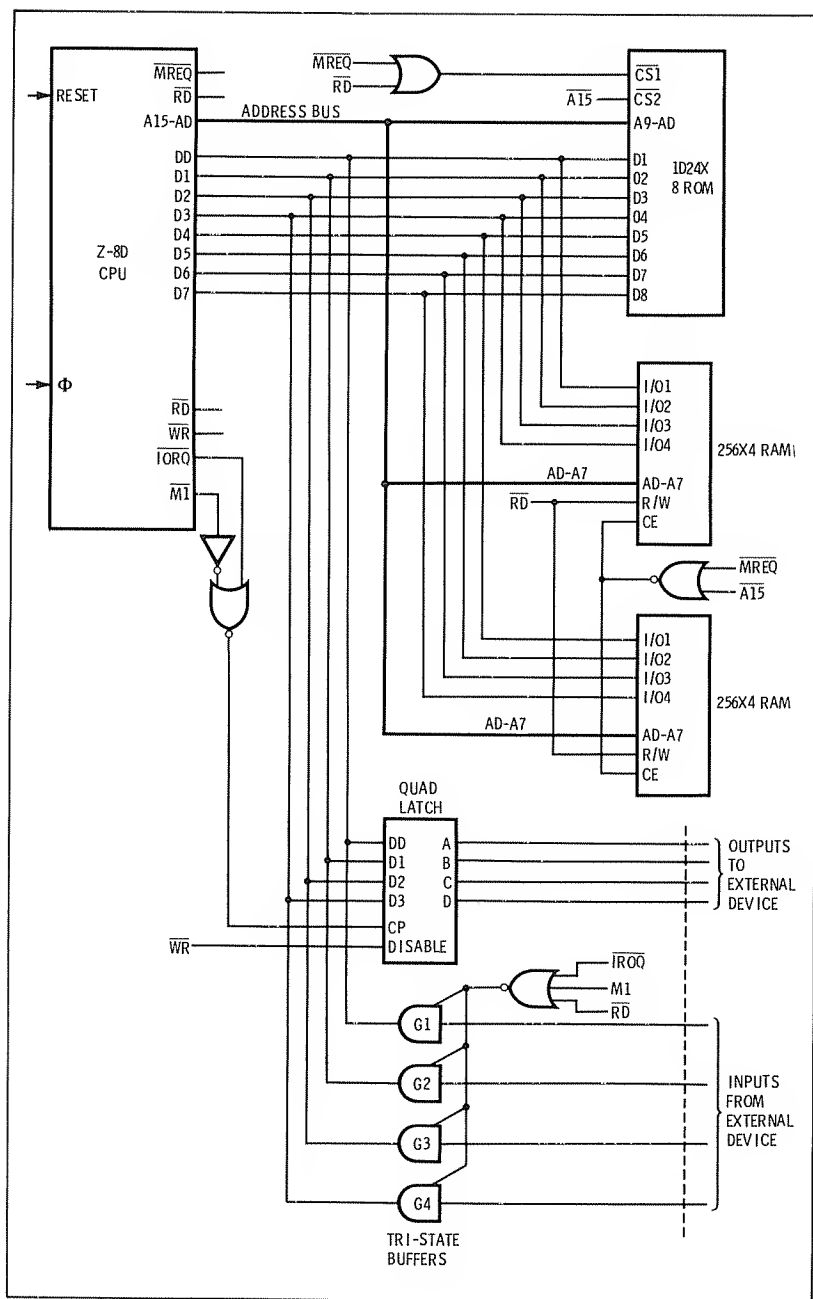 MREQ
RD
RESET
A15-AD
ADDRESS BUS
DD
D1
D2
D3
D4
D5
D6
D7
Z-8D
CPU
Φ
RD
WR
IORQ
M1
MREQ
RD
A15
CS1
CS2
A9-AD
D1
O2
D3
O4
D5
D6
D7
D8
1D24X
8 ROM
I/O1
I/O2
I/O3
I/O4
AD-A7
R/W
CE
256X4 RAM
AD-A7
RD
MREQ
A15
I/O1
I/O2
I/O3
I/O4
AD-A7
R/W
CE
256X4 RAM
AD-A7
QUAD
LATCH
DD
D1
D2
D3
CP
DISABLE
A
B
C
D
WR
OUTPUTS
TO
EXTERNAL
DEVICE
IROQ
M1
RD
G1
G2
G3
G4
INPUTS
FROM
EXTERNAL
DEVICE
TRI-STATE
BUFFERS